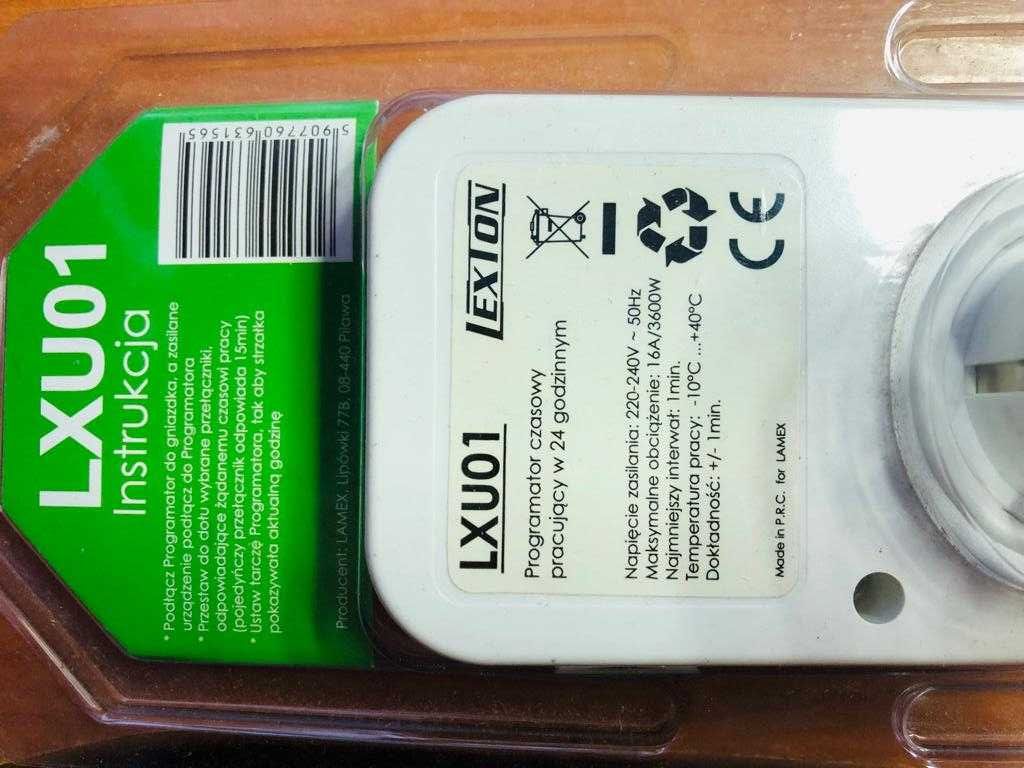 LXU01
Instrukcja
* Podłącz Programator do gniazdka, a zasilane
urządzenie podłącz do Programatora
* Przestaw do dołu wybrane przełączniki,
odpowiadające żądanemu czasowi pracy
(pojedyńczy przełącznik odpowiada 15min)
* Ustaw tarczę Programatora, tak aby strzałka
pokazywała aktualną godzinę
Producent: LAMEX, Lipówki 77B, 08-440 Pilawa
5907760631565
LXU01
LEXTON
Programator czasowy
pracujący w 24 godzinnym
Napięcie zasilania: 220-240V ~ 50Hz
Maksymalne obciążenie: 16A/3600W
Najmniejszy interwał: 1min.
Temperatura pracy: -10°C ...+40°C
Dokładność: +/- 1min.
Made in P.R.C. for LAMEX
CE